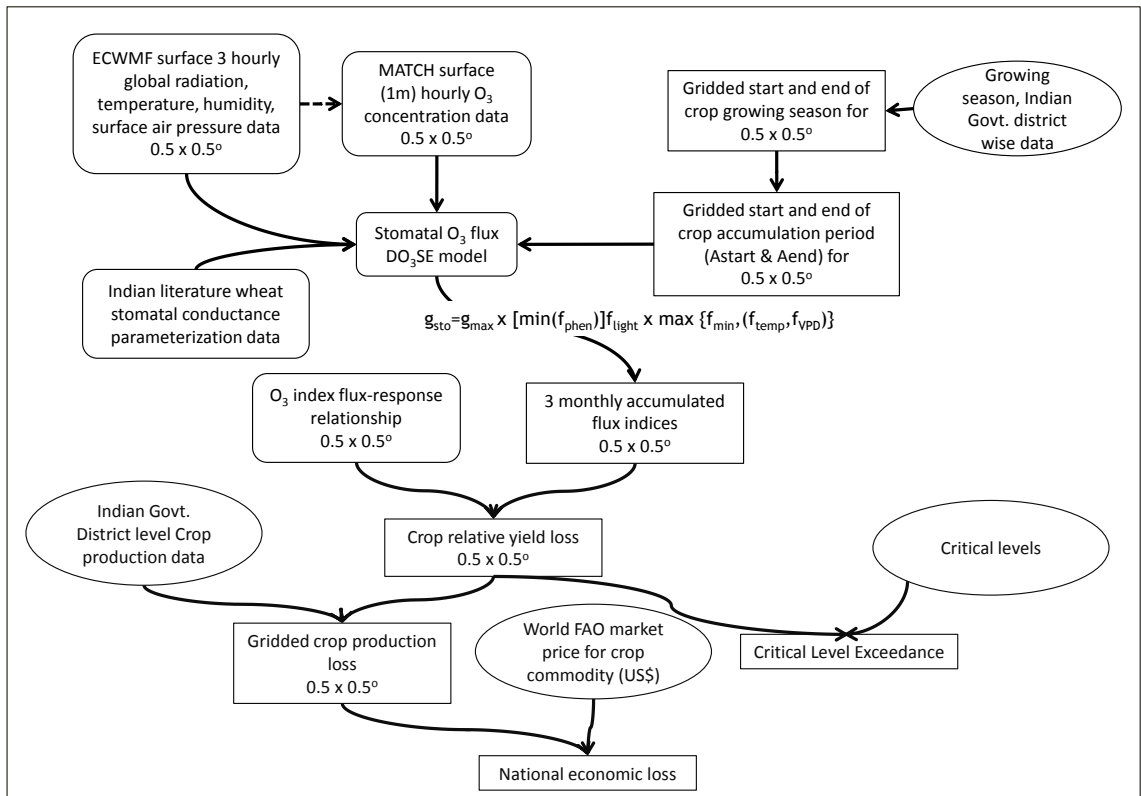 ECWMF surface 3 hourly
global radiation,
temperature, humidity,
surface air pressure data
0.5 x 0.5°
MATCH surface
(1m) hourly O₃
concentration data
0.5 x 0.5°
Gridded start and end of
crop growing season for
0.5 x 0.5°
Growing
season, Indian
Govt. district
wise data
Stomatal O₃ flux
DO₃SE model
Gridded start and end of
crop accumulation period
(Astart & Aend) for
0.5 x 0.5°
Indian literature wheat
stomatal conductance
parameterization data
g_sto=g_max x [min(f_phen)]f_light x max {f_min,(f_temp,f_VPD)}
O₃ index flux-response
relationship
0.5 x 0.5°
3 monthly accumulated
flux indices
0.5 x 0.5°
Indian Govt.
District level Crop
production data
Crop relative yield loss
0.5 x 0.5°
Critical levels
Gridded crop production
loss
0.5 x 0.5°
World FAO market
price for crop
commodity (US$)
Critical Level Exceedance
National economic loss